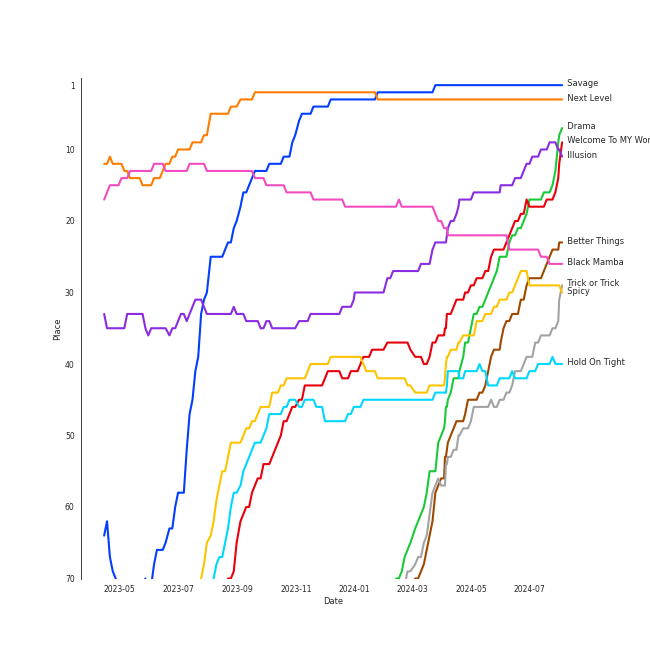 1
10
20
30
40
50
60
70
Place
2023-05
2023-07
2023-09
2023-11
2024-01
2024-03
2024-05
2024-07
Date
Savage
Next Level
Drama
Welcome To MY Wor
Illusion
Better Things
Black Mamba
Trick or Trick
Spicy
Hold On Tight